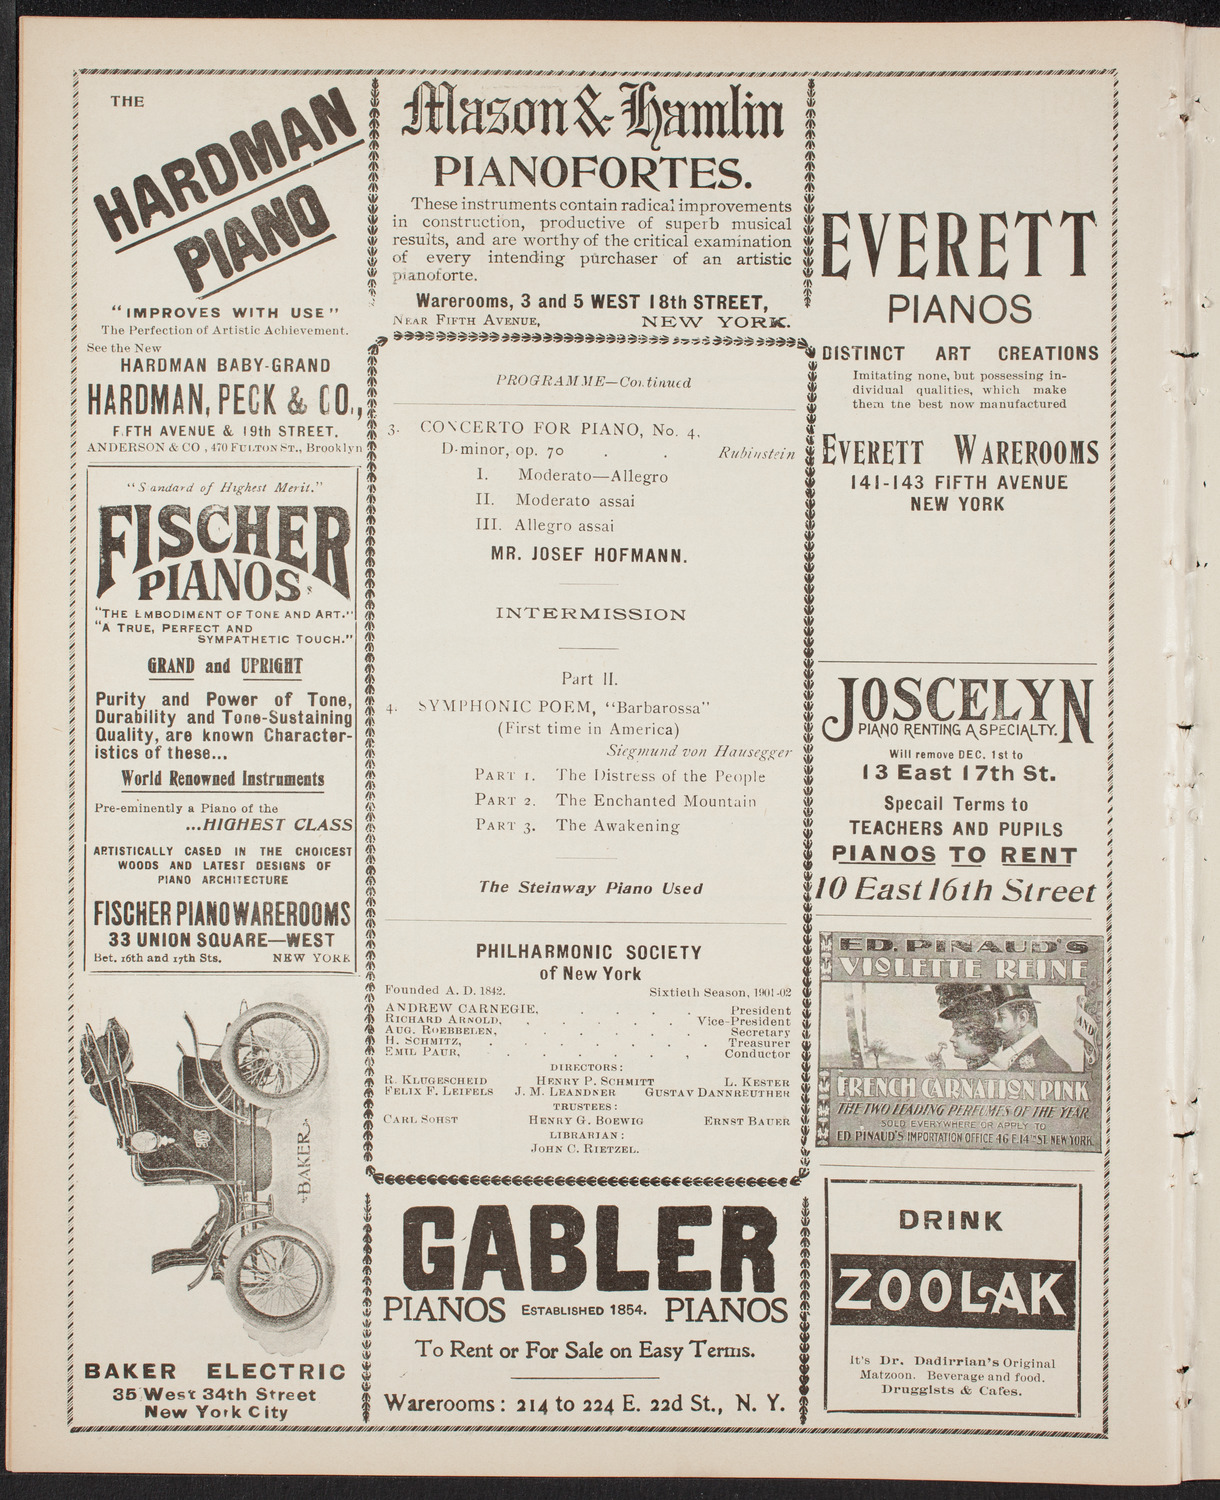 THE
HARDMAN
PIANO
"IMPROVES WITH USE"
The Perfection of Artistic Achievement.
See the New
HARDMAN BABY-GRAND
HARDMAN, PECK & CO.,
FIFTH AVENUE & 19th STREET.
ANDERSON & CO , 470 FULTON ST., Brooklyn
"Standard of Highest Merit."
FISCHER
PIANOS
"THE EMBODIMENT OF TONE AND ART."
"A TRUE, PERFECT AND
SYMPATHETIC TOUCH."
GRAND and UPRIGHT
Purity and Power of Tone,
Durability and Tone-Sustaining
Quality, are known Character-
istics of these...
World Renowned Instruments
Pre-eminently a Piano of the
...HIGHEST CLASS
ARTISTICALLY CASED IN THE CHOICEST
WOODS AND LATEST DESIGNS OF
PIANO ARCHITECTURE
FISCHER PIANO WAREROOMS
33 UNION SQUARE—WEST
Bet. 16th and 17th Sts. NEW YORK
BAKER
BAKER ELECTRIC
35 West 34th Street
New York City
Mason & Hamlin
PIANOFORTES.
These instruments contain radical improvements
in construction, productive of superb musical
results, and are worthy of the critical examination
of every intending purchaser of an artistic
pianoforte.
Warerooms, 3 and 5 WEST 18th STREET,
NEAR FIFTH AVENUE, NEW YORK.
PROGRAMME—Continued
3. CONCERTO FOR PIANO, No. 4,
D-minor, op. 70 . . Rubinstein
I. Moderato—Allegro
II. Moderato assai
III. Allegro assai
MR. JOSEF HOFMANN.
INTERMISSION
Part II.
4. SYMPHONIC POEM, "Barbarossa"
(First time in America)
Siegmund von Hausegger
PART 1. The Distress of the People
PART 2. The Enchanted Mountain
PART 3. The Awakening
The Steinway Piano Used
PHILHARMONIC SOCIETY
of New York
Founded A. D. 1842. Sixtieth Season, 1901-02
ANDREW CARNEGIE, . . . . President
RICHARD ARNOLD, . . . . . . Vice-President
AUG. ROEBBELEN, . . . . . . Secretary
H. SCHMITZ, . . . . . . . Treasurer
EMIL PAUR, . . . . . . Conductor
DIRECTORS:
R. KLUGESCHEID HENRY P. SCHMITT L. KESTER
FELIX F. LEIFELS J. M. LEANDNER GUSTAV DANNREUTHER
TRUSTEES:
CARL SOHST HENRY G. BOEWIG ERNST BAUER
LIBRARIAN:
JOHN C. RIETZEL.
GABLER
PIANOS ESTABLISHED 1854. PIANOS
To Rent or For Sale on Easy Terms.
Warerooms: 214 to 224 E. 22d St., N. Y.
EVERETT
PIANOS
DISTINCT ART CREATIONS
Imitating none, but possessing in-
dividual qualities, which make
them the best now manufactured
EVERETT WAREROOMS
141-143 FIFTH AVENUE
NEW YORK
JOSCELYN
PIANO RENTING A SPECIALTY.
Will remove DEC. 1st to
13 East 17th St.
Specail Terms to
TEACHERS AND PUPILS
PIANOS TO RENT
10 East 16th Street
ED. PINAUD'S
VIOLETTE REINE
AND
FRENCH CARNATION PINK
THE TWO LEADING PERFUMES OF THE YEAR
SOLD EVERYWHERE OR APPLY TO
ED. PINAUD'S IMPORTATION OFFICE 46 E. 14TH ST. NEW YORK
DRINK
ZOOLAK
It's Dr. Dadirrian's Original
Matzoon. Beverage and food.
Druggists & Cafes.